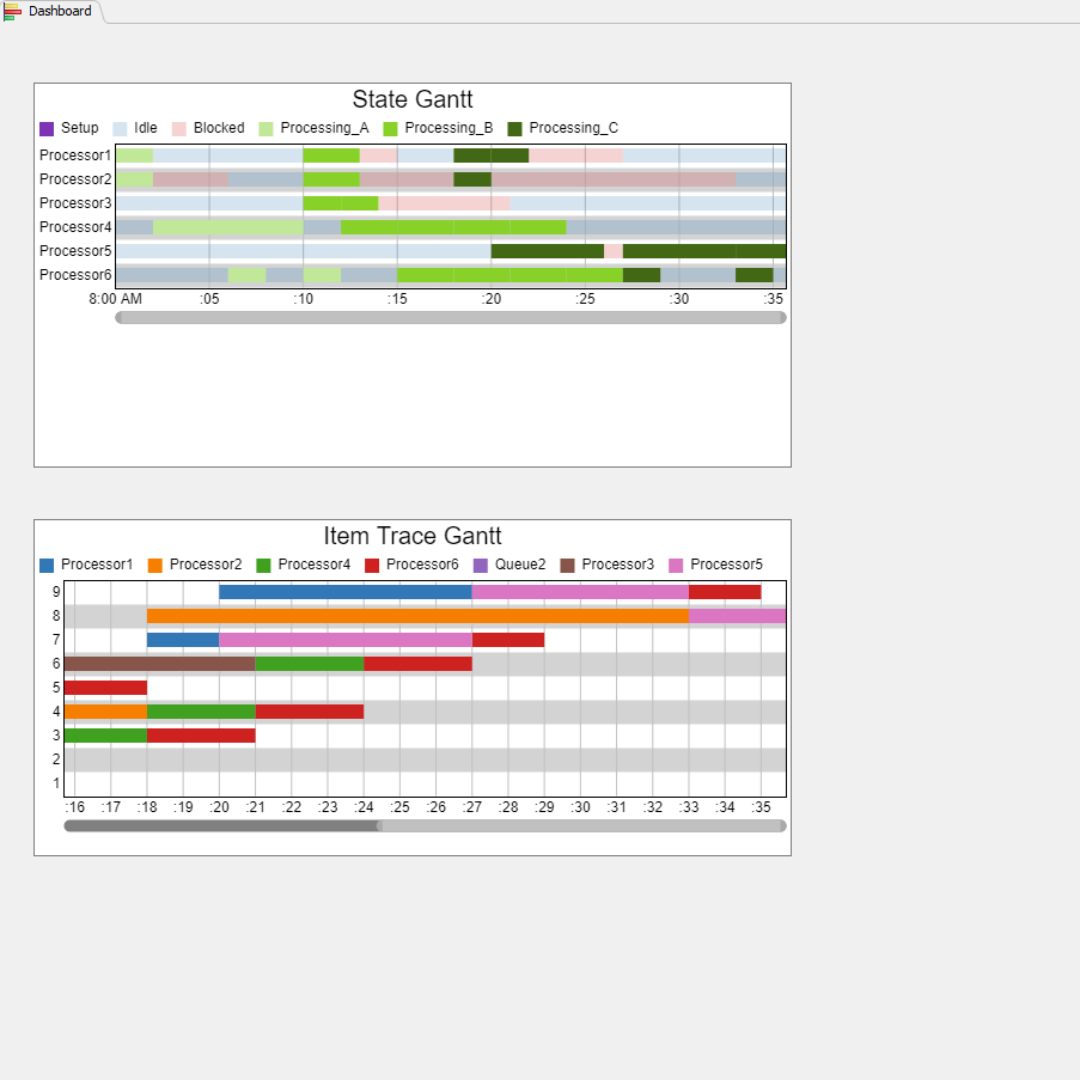 Dashboard
State Gantt
Setup Idle Blocked Processing_A Processing_B Processing_C
Processor1
Processor2
Processor3
Processor4
Processor5
Processor6
8:00 AM :05 :10 :15 :20 :25 :30 :35
Item Trace Gantt
Processor1 Processor2 Processor4 Processor6 Queue2 Processor3 Processor5
9
8
7
6
5
4
3
2
1
:16 :17 :18 :19 :20 :21 :22 :23 :24 :25 :26 :27 :28 :29 :30 :31 :32 :33 :34 :35